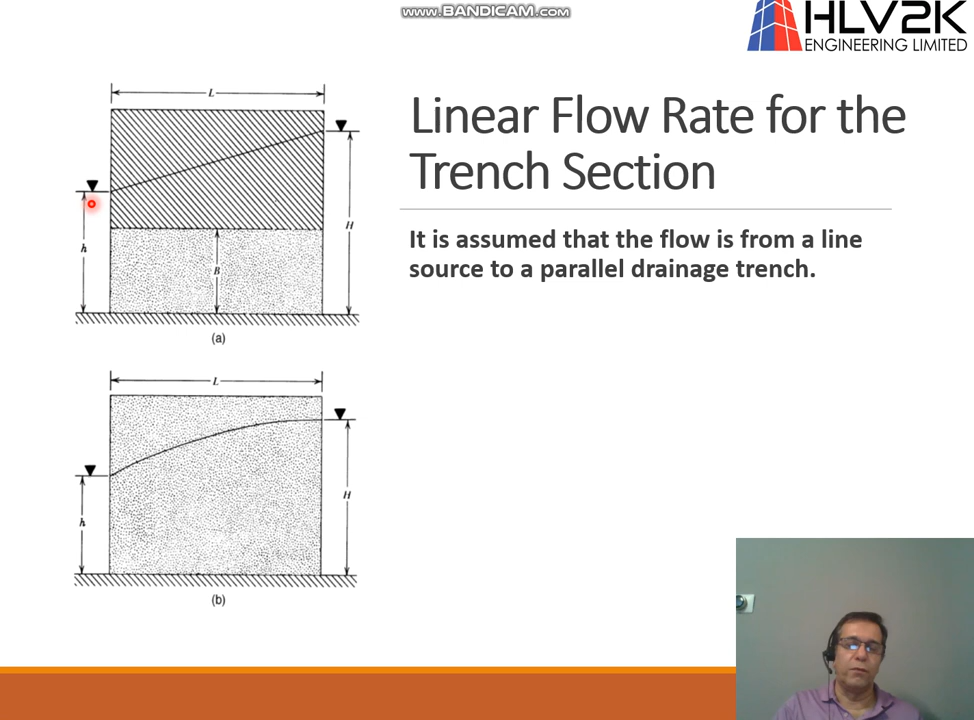 www.BANDICAM.com
HLV2K
ENGINEERING LIMITED
Linear Flow Rate for the
Trench Section
It is assumed that the flow is from a line
source to a parallel drainage trench.
L
H
h
B
(a)
L
H
h
(b)